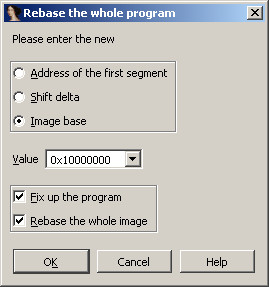 Rebase the whole program
Please enter the new
Address of the first segment
Shift delta
Image base
Value 0x10000000
Fix up the program
Rebase the whole image
OK Cancel Help